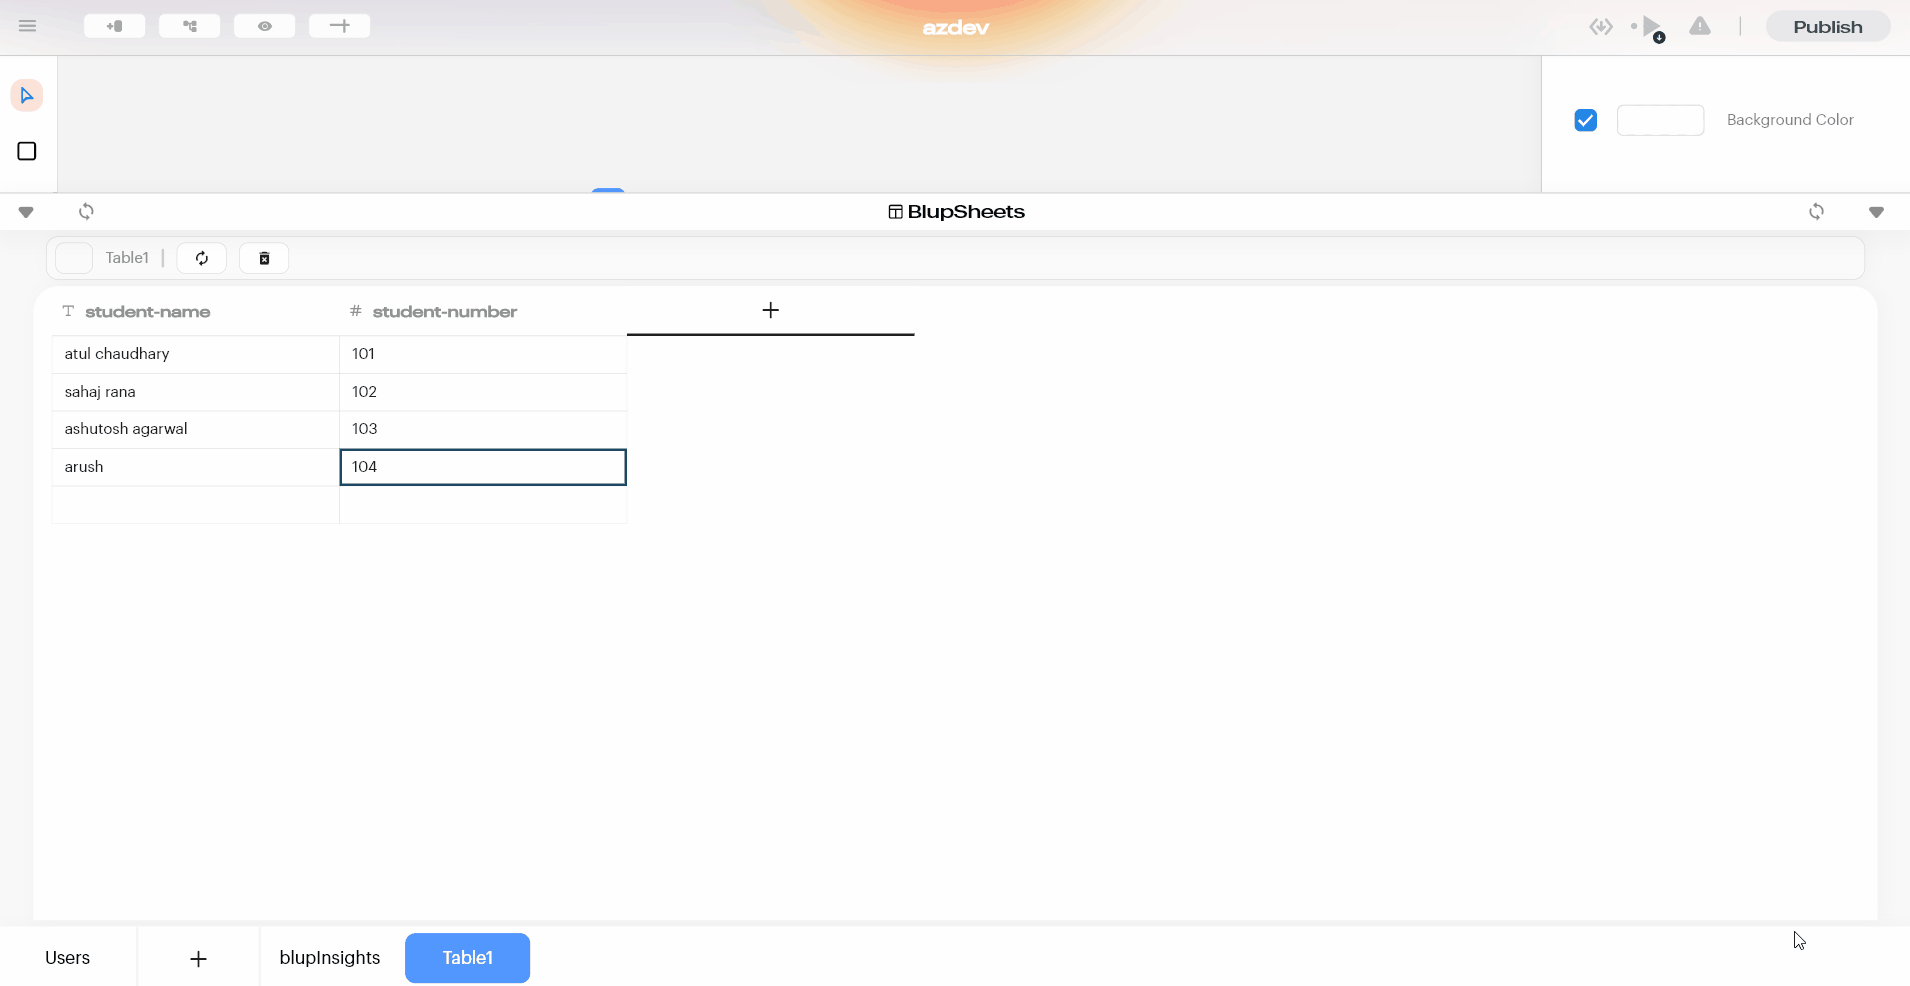 azdev
Publish
Background Color
BlupSheets
Table1
T student-name # student-number +
atul chaudhary 101
sahaj rana 102
ashutosh agarwal 103
arush 104
Users + blupInsights Table1